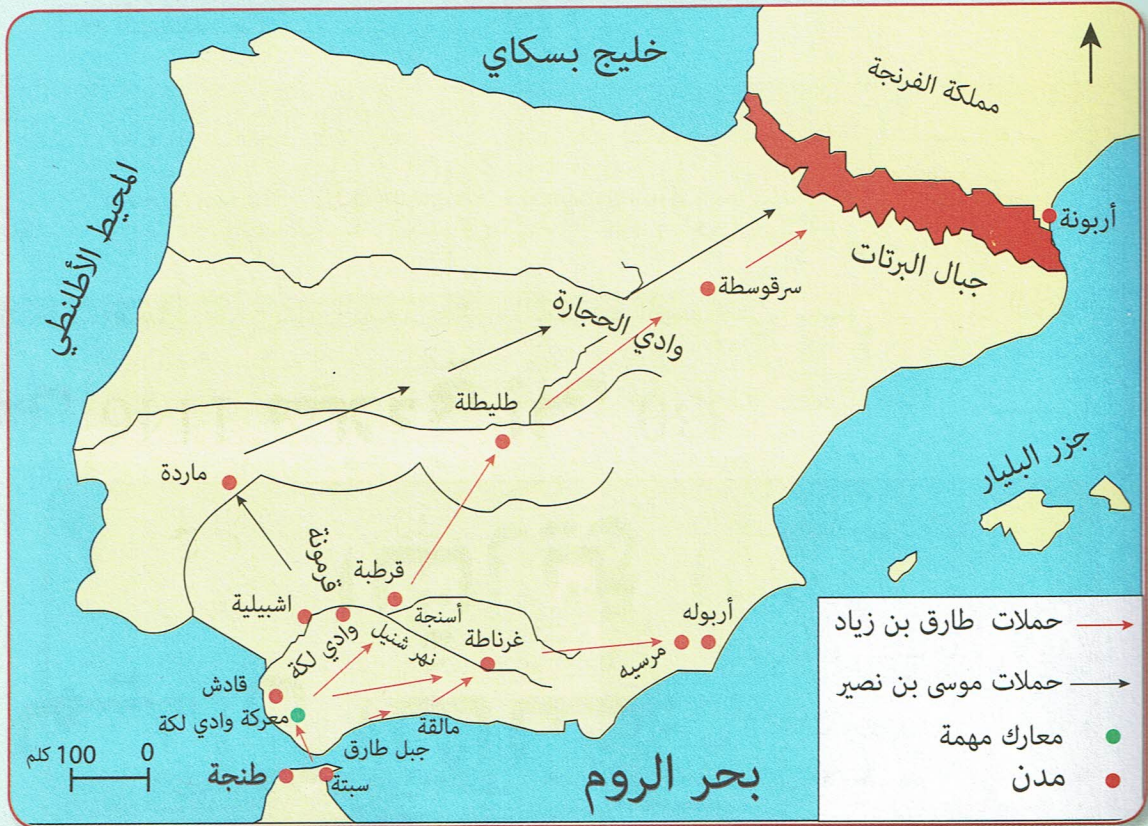 خليج بسكاي
مملكة الفرنجة
المحيط الأطلنطي
أربونة
جبال البرتات
سرقوسطة
وادي الحجارة
طليطلة
جزر البليار
ماردة
قرمونة
قرطبة
اشبيلية
أسنجة
أربوله
وادي لكة
نهر شنيل
غرناطة
مرسيه
قادش
معركة وادي لكة
مالقة
جبل طارق
طنجة
سبتة
بحر الروم
0 100 كلم
حملات طارق بن زياد
حملات موسى بن نصير
معارك مهمة
مدن